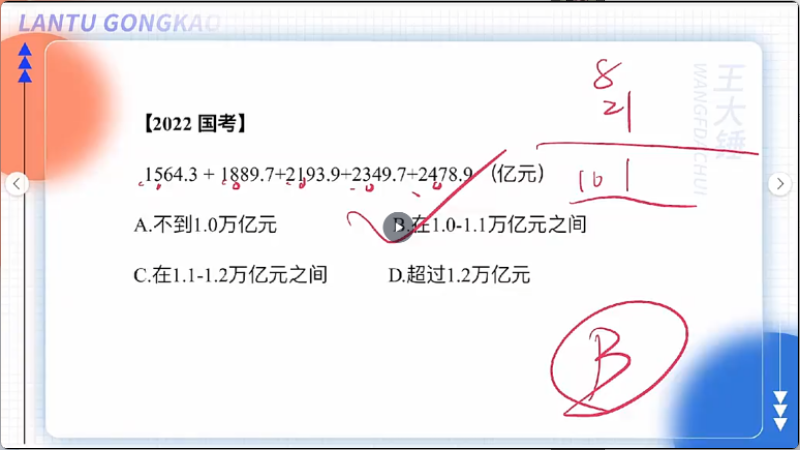 LANTU GONGKAO
王大锤
WANGDACHUI
【2022 国考】
1564.3 + 1889.7+2193.9+2349.7+2478.9 (亿元)
A.不到1.0万亿元
B.在1.0-1.1万亿元之间
C.在1.1-1.2万亿元之间
D.超过1.2万亿元
8
21
101
B